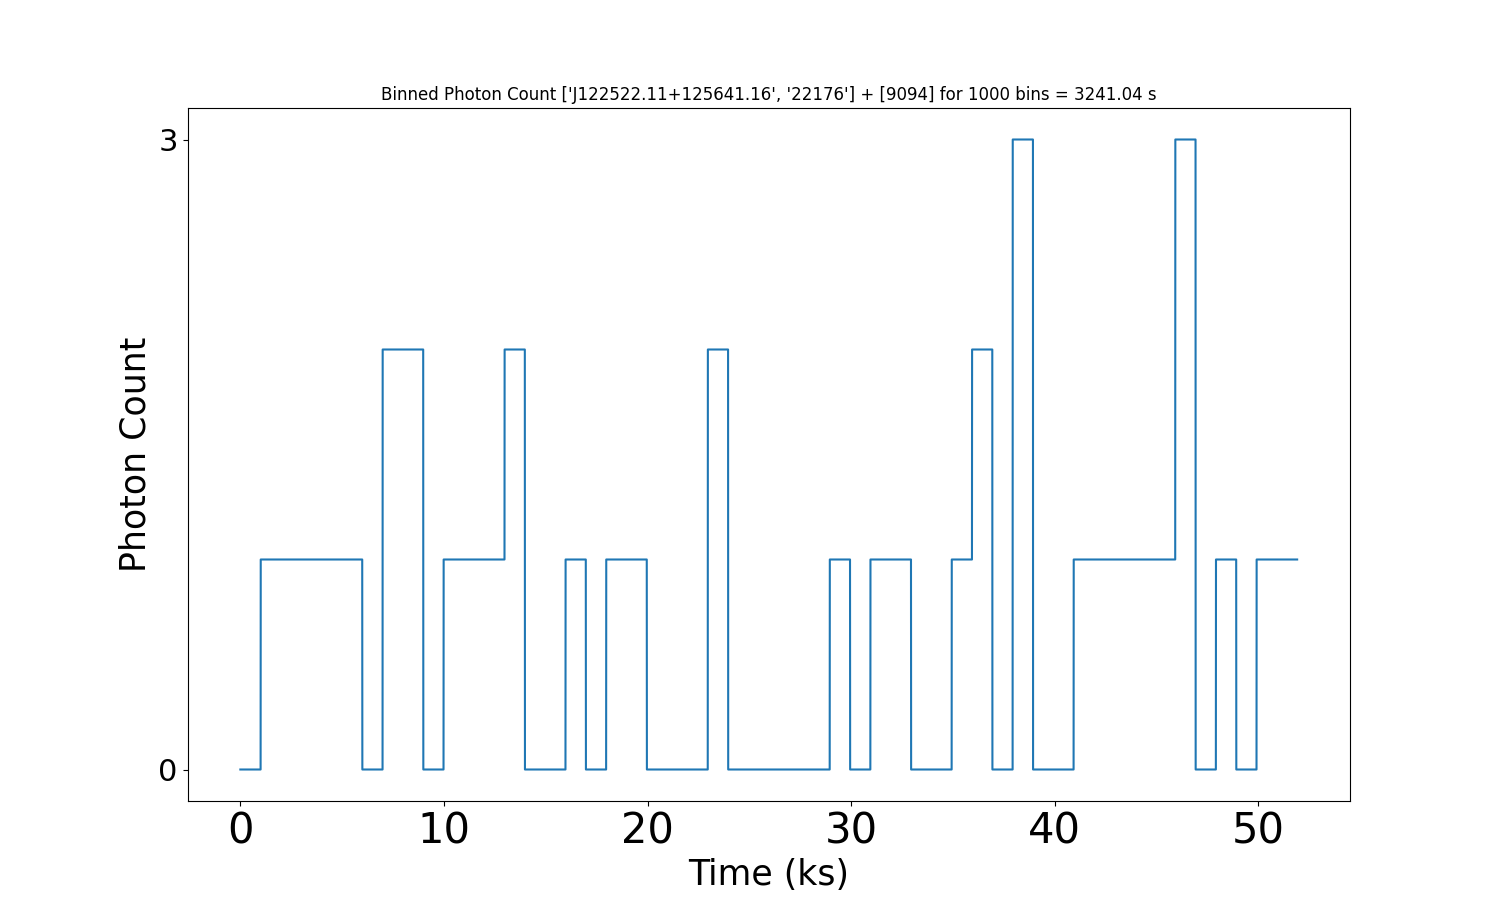 Binned Photon Count ['J122522.11+125641.16', '22176'] + [9094] for 1000 bins = 3241.04 s
3
Photon Count
0
0 10 20 30 40 50
Time (ks)